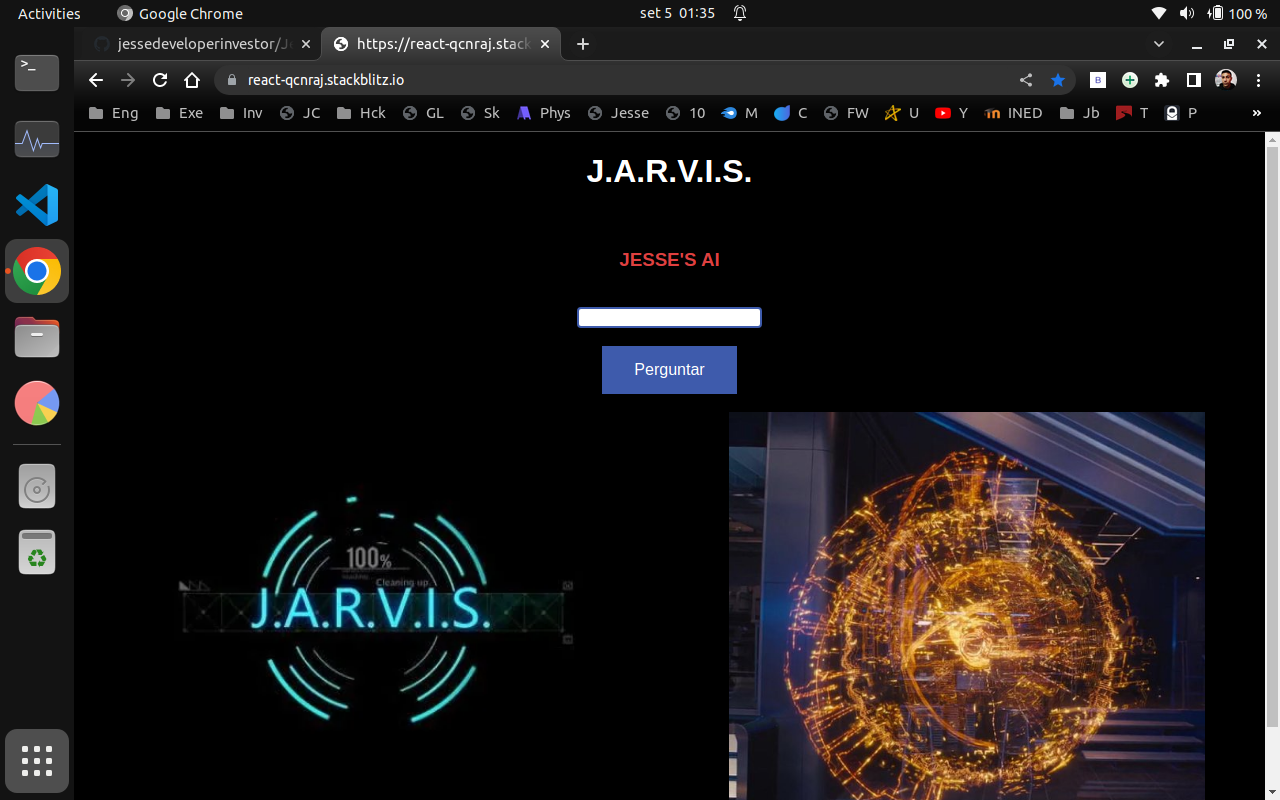 Activities
Google Chrome
set 5 01:35
100 %
jessedeveloperinvestor/J
https://react-qcnraj.stack
react-qcnraj.stackblitz.io
Eng Exe Inv JC Hck GL Sk Phys Jesse 10 M C FW U Y INED Jb T P »
J.A.R.V.I.S.
JESSE'S AI
Perguntar
100%
Cleaning up.
J.A.R.V.I.S.